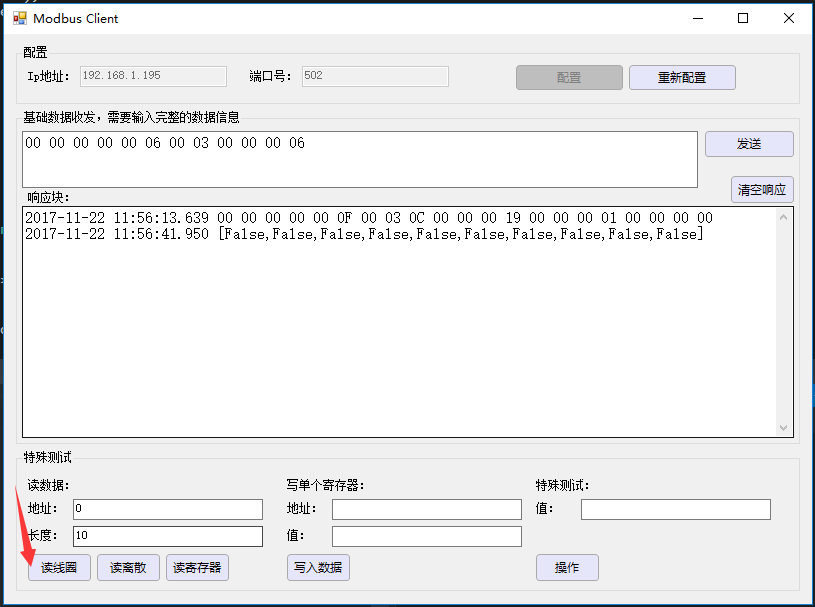 Modbus Client
配置
Ip地址： 192.168.1.195 端口号： 502 配置 重新配置
基础数据收发，需要输入完整的数据信息
00 00 00 00 00 06 00 03 00 00 00 06 发送
响应块： 清空响应
2017-11-22 11:56:13.639 00 00 00 00 00 0F 00 03 0C 00 00 00 19 00 00 00 01 00 00 00 00
2017-11-22 11:56:41.950 [False,False,False,False,False,False,False,False,False,False]
特殊测试
读数据： 写单个寄存器： 特殊测试：
地址： 0 地址： 值：
长度： 10 值：
读线圈 读离散 读寄存器 写入数据 操作